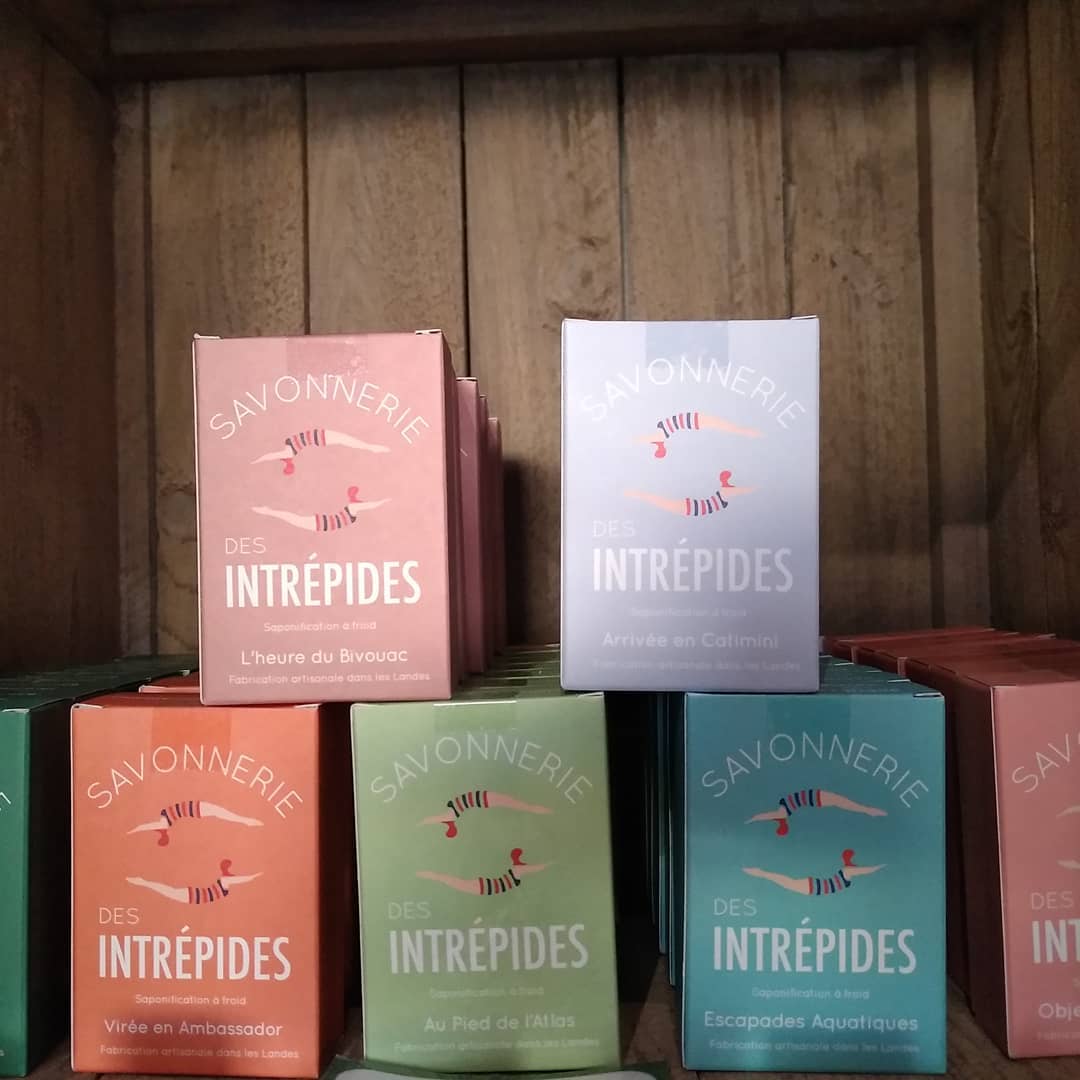 SAVONNERIE
DES
INTRÉPIDES
Saponification à froid
L'heure du Bivouac
Fabrication artisanale dans les Landes
SAVONNERIE
DES
INTRÉPIDES
Saponification à froid
Arrivée en Catimini
Fabrication artisanale dans les Landes
SAVONNERIE
DES
INTRÉPIDES
Saponification à froid
Virée en Ambassador
Fabrication artisanale dans les Landes
SAVONNERIE
DES
INTRÉPIDES
Saponification à froid
Au Pied de l'Atlas
Fabrication artisanale dans les Landes
SAVONNERIE
DES
INTRÉPIDES
Saponification à froid
Escapades Aquatiques
Fabrication artisanale dans les Landes
DES